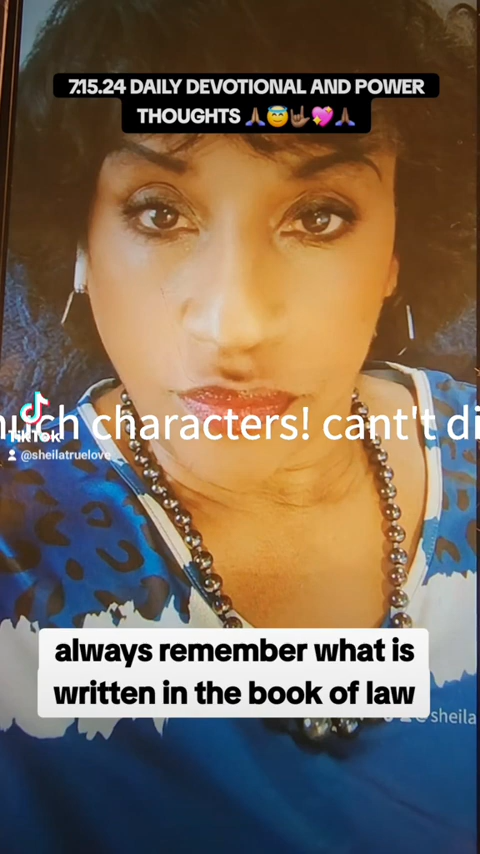 7.15.24 DAILY DEVOTIONAL AND POWER
THOUGHTS 🙏🏾😇🤟🏾💖🙏🏾
characters! cant't
TikTok
@sheilatruelove
always remember what is
written in the book of law
sheila